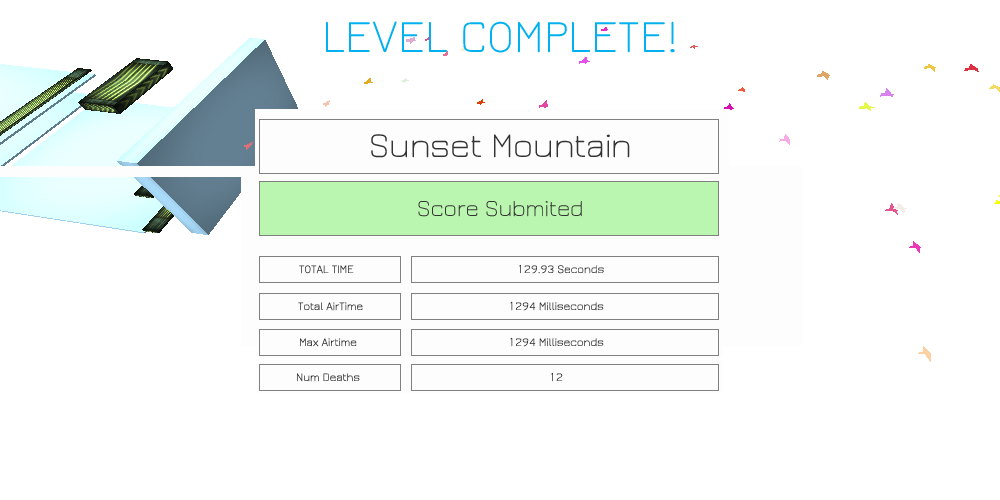 LEVEL COMPLETE!
Sunset Mountain
Score Submited
TOTAL TIME 129.93 Seconds
Total AirTime 1294 Milliseconds
Max Airtime 1294 Milliseconds
Num Deaths 12